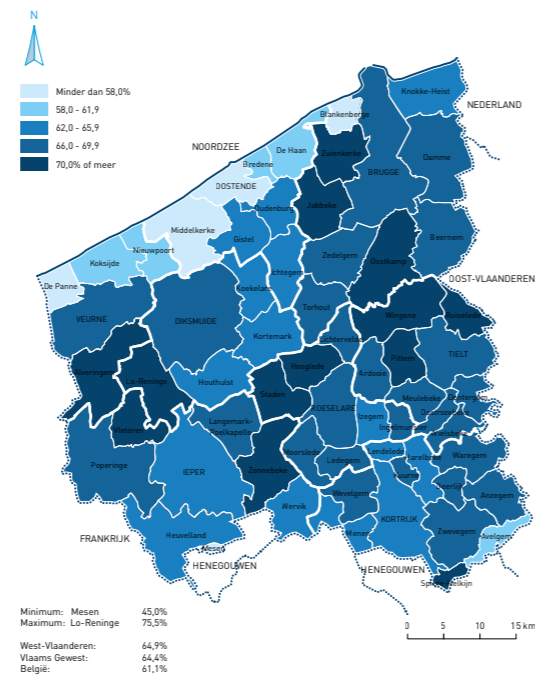 N
Minder dan 58,0%
58,0 - 61,9
62,0 - 65,9
66,0 - 69,9
70,0% of meer
NOORDZEE
NEDERLAND
OOST-VLAANDEREN
FRANKRIJK
HENEGOUWEN
HENEGOUWEN
Knokke-Heist
Blankenberge
Zuienkerke
Damme
De Haan
Bredene
BRUGGE
OOSTENDE
Oudenburg
Jabbeke
Middelkerke
Gistel
Beernem
Nieuwpoort
Zedelgem
Oostkamp
Koksijde
Ichtegem
De Panne
Koekelare
Torhout
Wingene
Ruiselede
VEURNE
DIKSMUIDE
Kortemark
Lichtervelde
Pittem
TIELT
Alveringem
Lo-Reninge
Houthulst
Hooglede
Ardooie
Staden
Meulebeke
Dentergem
Oostrozebeke
Vleteren
Langemark-
Poelkapelle
ROESELARE
Izegem
Ingelmunster
Wielsbeke
Poperinge
IEPER
Zonnebeke
Moorslede
Ledegem
Lendelede
Harelbeke
Waregem
Kuurne
Deerlijk
Anzegem
Wevelgem
Wervik
KORTRIJK
Zwevegem
Avelgem
Menen
Heuvelland
Mesen
Spiere-Helkijn
Minimum: Mesen 45,0%
Maximum: Lo-Reninge 75,5%
West-Vlaanderen: 64,9%
Vlaams Gewest: 64,4%
België: 61,1%
0 5 10 15 km